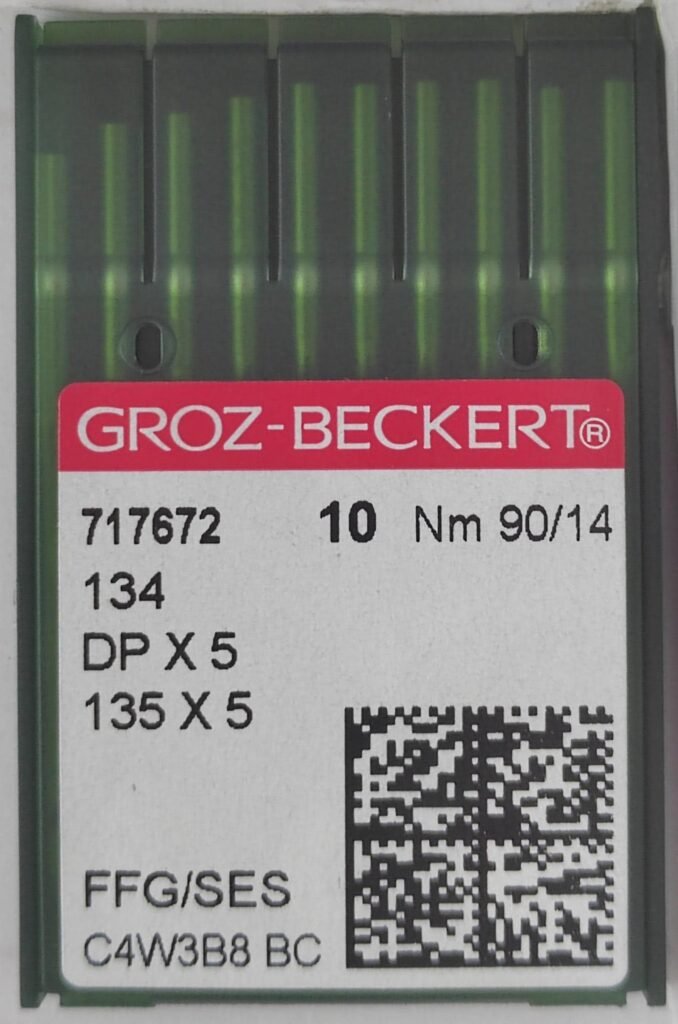 GROZ-BECKERT®
717672 10 Nm 90/14
134
DP X 5
135 X 5
FFG/SES
C4W3B8 BC